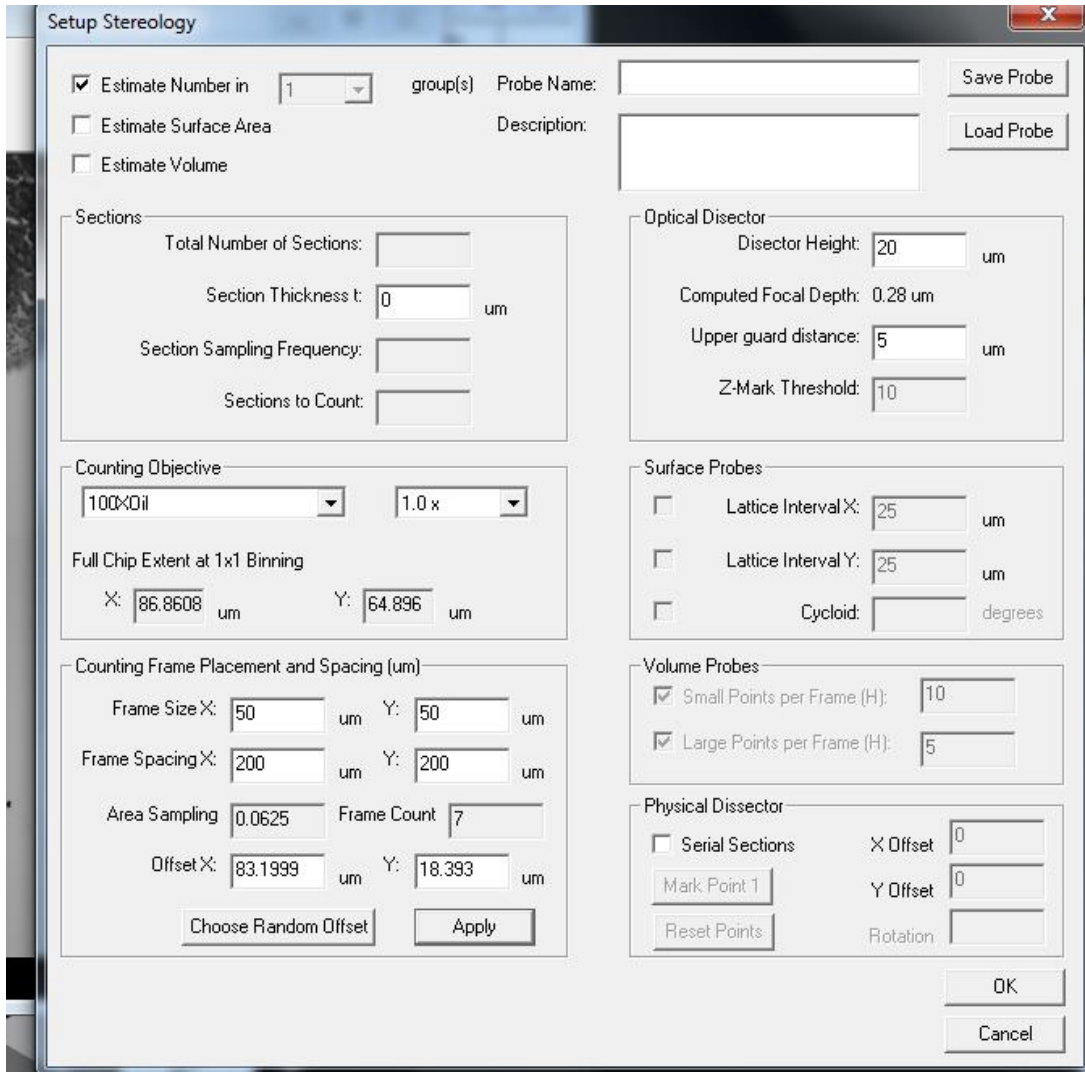 Setup Stereology
X
Estimate Number in 1 group(s) Probe Name: Save Probe
Estimate Surface Area Description: Load Probe
Estimate Volume
Sections
Total Number of Sections:
Section Thickness t: 0 um
Section Sampling Frequency:
Sections to Count:
Optical Disector
Disector Height: 20 um
Computed Focal Depth: 0.28 um
Upper guard distance: 5 um
Z-Mark Threshold: 10
Counting Objective
100XOil 1.0 x
Full Chip Extent at 1x1 Binning
X: 86.8608 um Y: 64.896 um
Surface Probes
Lattice Interval X: 25 um
Lattice Interval Y: 25 um
Cycloid: degrees
Counting Frame Placement and Spacing (um)
Frame Size X: 50 um Y: 50 um
Frame Spacing X: 200 um Y: 200 um
Area Sampling 0.0625 Frame Count 7
Offset X: 83.1999 um Y: 18.393 um
Choose Random Offset Apply
Volume Probes
Small Points per Frame (H): 10
Large Points per Frame (H): 5
Physical Dissector
Serial Sections X Offset 0
Mark Point 1 Y Offset 0
Reset Points Rotation
OK
Cancel